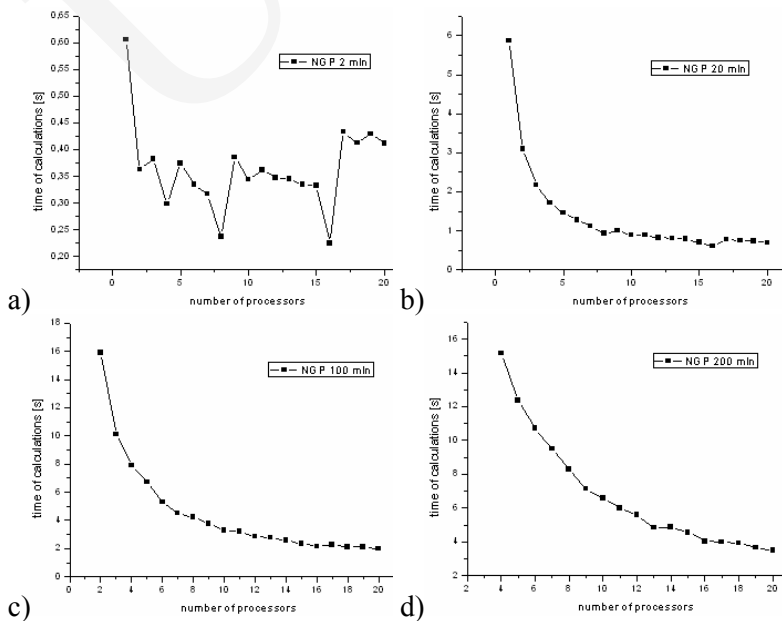 0,65
0,60
0,55
0,50
0,45
0,40
0,35
0,30
0,25
0,20
time of calculations [s]
NG P 2 mln
0 5 10 15 20
number of processors
a)
6
5
4
3
2
1
0
time of calculations [s]
NG P 20 mln
0 5 10 15 20
number of processors
b)
18
16
14
12
10
8
6
4
2
0
time of calculations [s]
NG P 100 mln
0 2 4 6 8 10 12 14 16 18 20
number of processors
c)
16
14
12
10
8
6
4
2
time of calculations [s]
NG P 200 mln
2 4 6 8 10 12 14 16 18 20
number of processors
d)